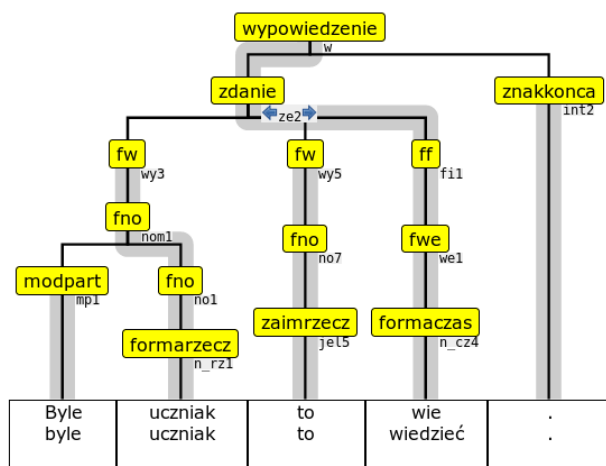 wypowiedzenie
w
zdanie
znakkonca
ze2
int2
fw
fw
ff
wy3
wy5
fi1
fno
nom1
fno
fwe
no7
we1
modpart
fno
mp1
no1
zaimrzecz
formaczas
formarzecz
jel5
n_cz4
n_rz1
Byle uczniak to wie .
byle uczniak to wiedzieć .